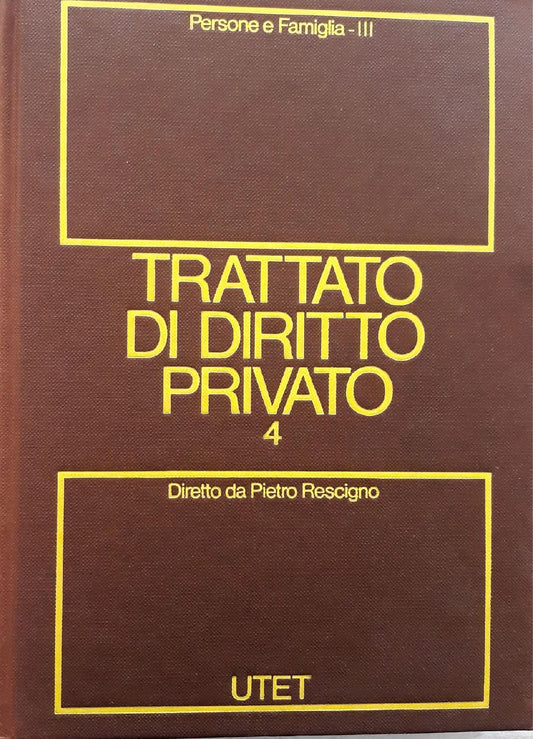 Persone e Famiglia - III
TRATTATO
DI DIRITTO
PRIVATO
4
Diretto da Pietro Rescigno
UTET